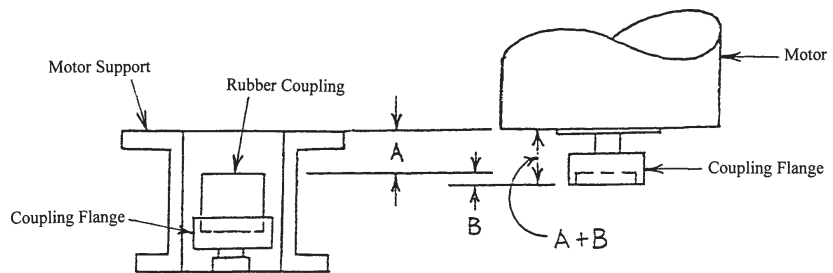 Motor Support
Rubber Coupling
Motor
A
Coupling Flange
Coupling Flange
B
A + B